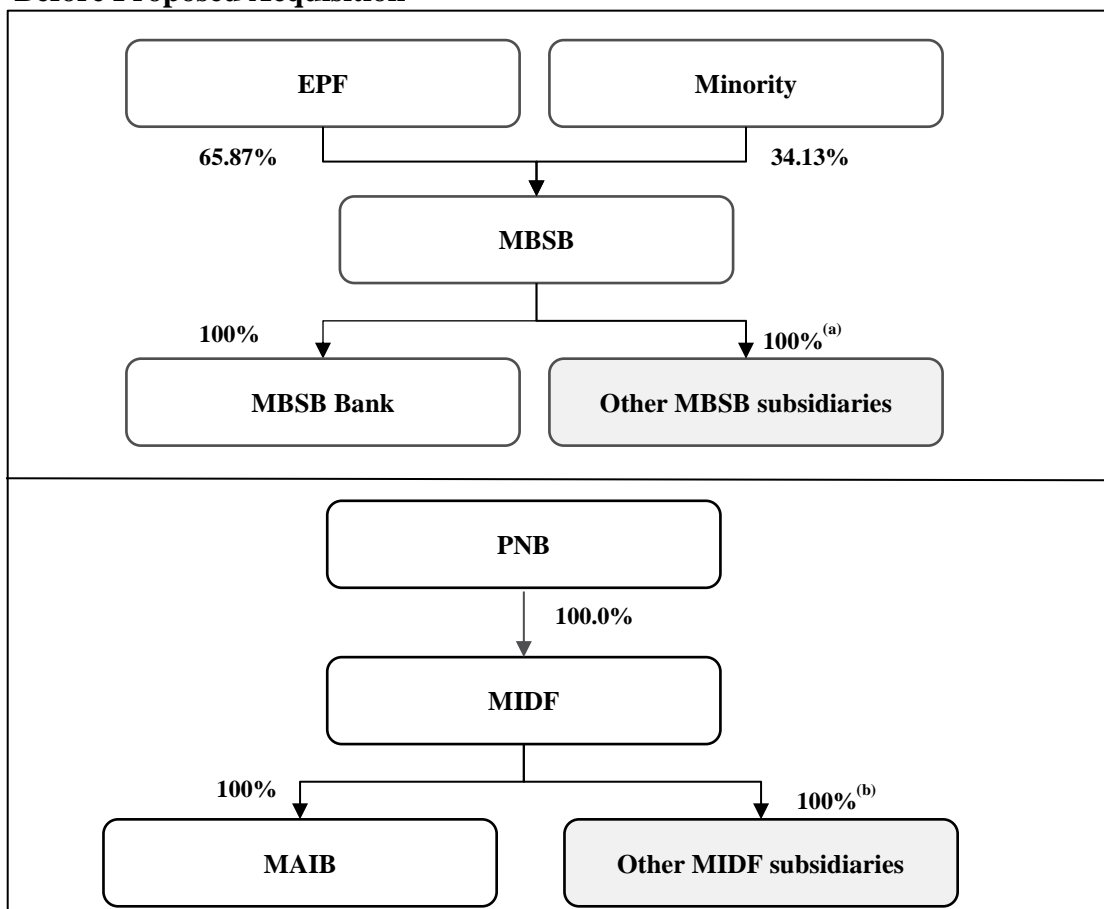 Before Proposed Acquisition
EPF
Minority
65.87%
34.13%
MBSB
100%
100%(a)
MBSB Bank
Other MBSB subsidiaries
PNB
100.0%
MIDF
100%
100%(b)
MAIB
Other MIDF subsidiaries